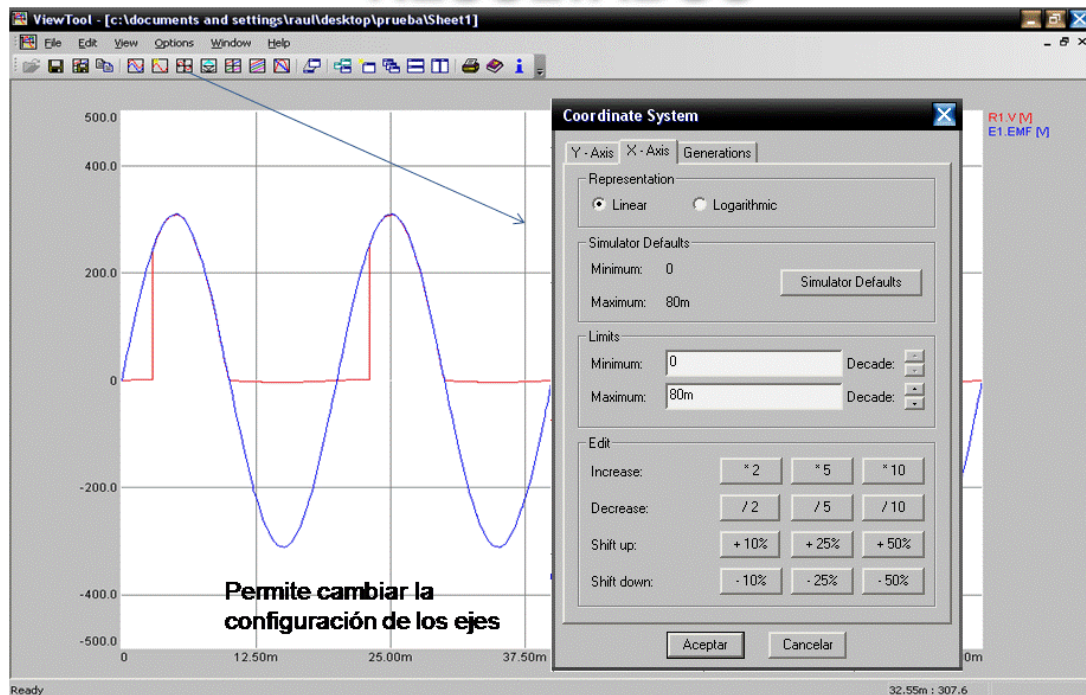 ViewTool - [c:\documents and settings\raul\desktop\prueba\Sheet1]
File Edit View Options Window Help
R1.V [V]
E1.EMF [V]
500.0
400.0
200.0
0
-200.0
-400.0
-500.0
0 12.50m 25.00m 37.50m 0m
Permite cambiar la
configuración de los ejes
Coordinate System
Y - Axis X - Axis Generations
Representation
Linear Logarithmic
Simulator Defaults
Minimum: 0
Simulator Defaults
Maximum: 80m
Limits
Minimum: 0 Decade:
Maximum: 80m Decade:
Edit
Increase: * 2 * 5 * 10
Decrease: / 2 / 5 / 10
Shift up: + 10% + 25% + 50%
Shift down: - 10% - 25% - 50%
Aceptar Cancelar
Ready 32.55m : 307.6